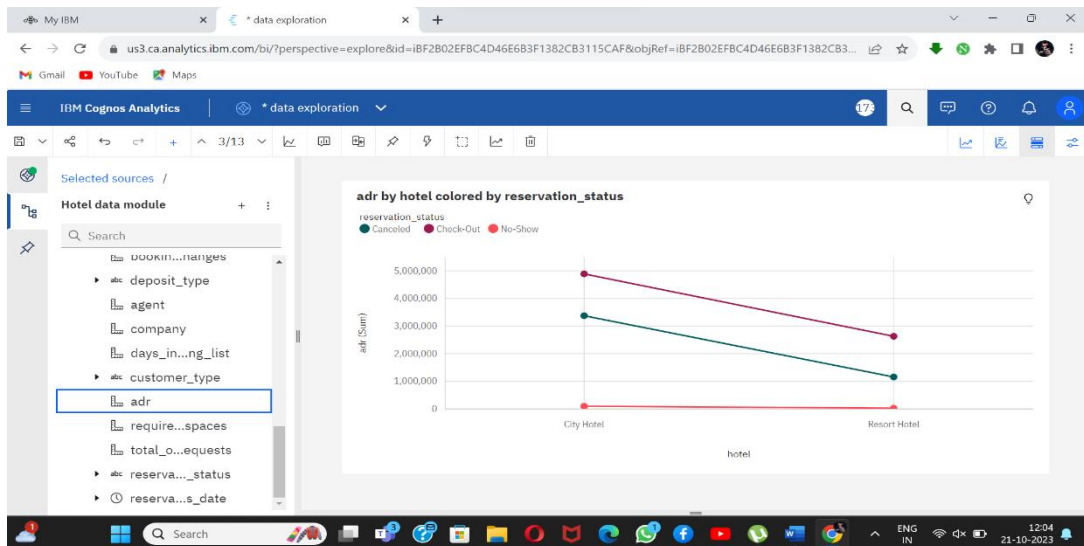 My IBM
* data exploration
us3.ca.analytics.ibm.com/bi/?perspective=explore&id=iBF2B02EFBC4D46E6B3F1382CB3115CAF&objRef=iBF2B02EFBC4D46E6B3F1382CB3...
Gmail YouTube Maps
IBM Cognos Analytics * data exploration
3/13
Selected sources /
Hotel data module
Search
bookin...hanges
abc deposit_type
agent
company
days_in...ng_list
abc customer_type
adr
require...spaces
total_o...equests
abc reserva..._status
reserva...s_date
adr by hotel colored by reservation_status
reservation_status
Canceled Check-Out No-Show
5,000,000
4,000,000
3,000,000
2,000,000
1,000,000
0
adr (Sum)
City Hotel Resort Hotel
hotel
Search
ENG
IN
12:04
21-10-2023